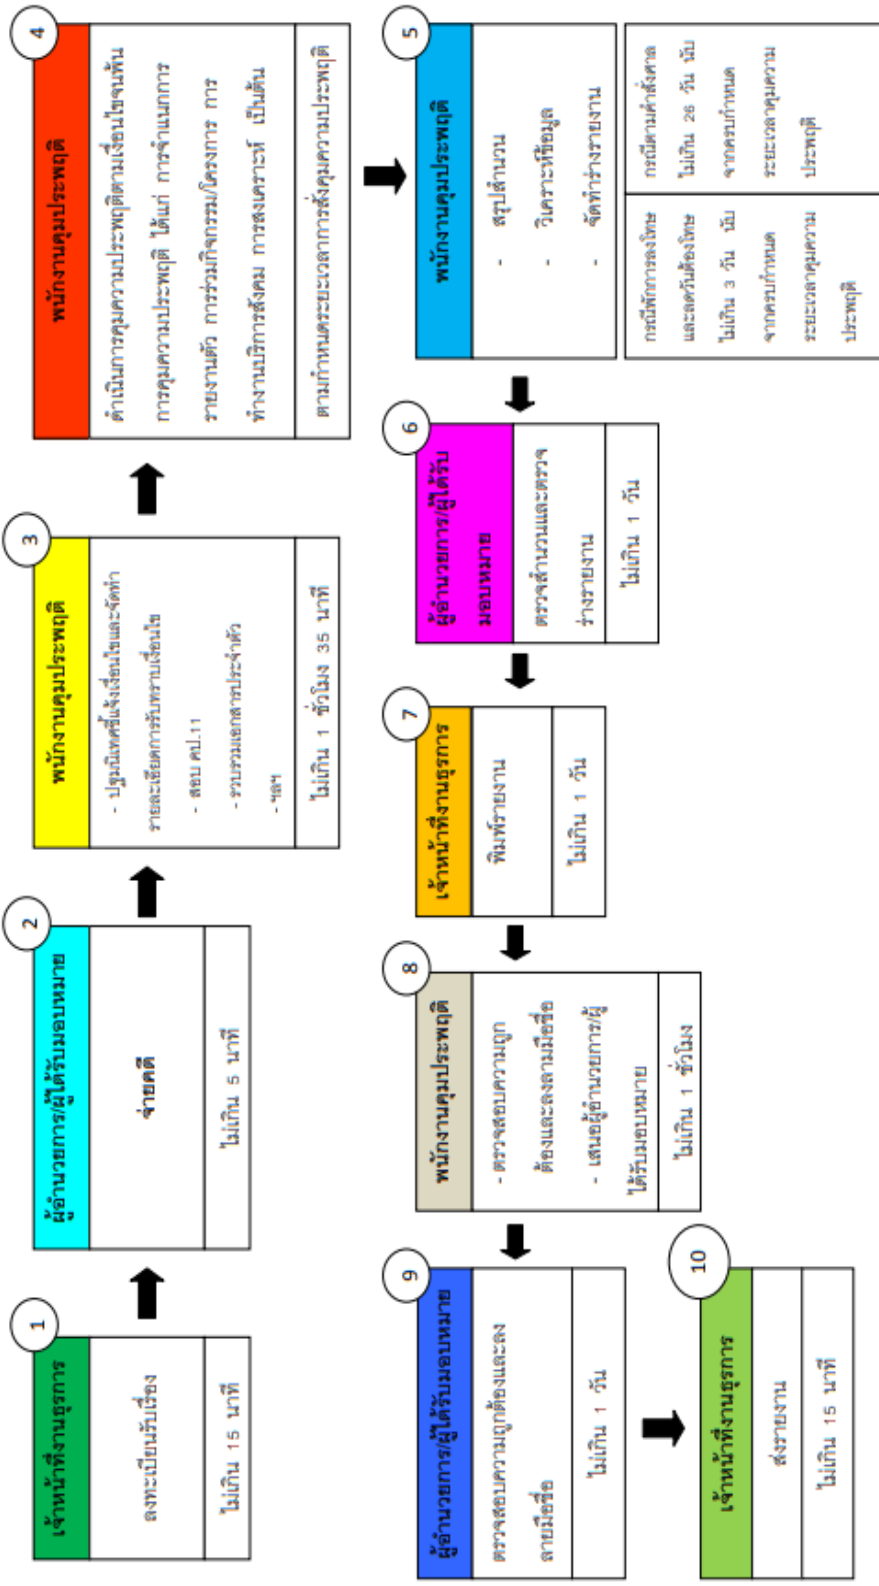 1
เจ้าหน้าที่งานธุรการ
ลงทะเบียนรับเรื่อง
ไม่เกิน 15 นาที
2
ผู้อำนวยการ/ผู้ได้รับมอบหมาย
จ่ายคดี
ไม่เกิน 5 นาที
3
พนักงานคุมประพฤติ
- ปฐมนิเทศชี้แจ้งเงื่อนไขและจัดทำ
รายละเอียดการรับทราบเงื่อนไข
- สอบ คป.11
- รวบรวมเอกสารประจำตัว
- ฯลฯ
ไม่เกิน 1 ชั่วโมง 35 นาที
4
พนักงานคุมประพฤติ
ดำเนินการคุมความประพฤติตามเงื่อนไขจนพ้น
การคุมความประพฤติ ได้แก่ การจำแนกการ
รายงานตัว การร่วมกิจกรรม/โครงการ การ
ทำงานบริการสังคม การสงเคราะห์ เป็นต้น
ตามกำหนดระยะเวลาการสั่งคุมความประพฤติ
5
พนักงานคุมประพฤติ
- สรุปสำนวน
- วิเคราะห์ข้อมูล
- จัดทำร่างรายงาน
กรณีพักการลงโทษ
และลดวันต้องโทษ
ไม่เกิน 3 วัน นับ
จากครบกำหนด
ระยะเวลาคุมความ
ประพฤติ
กรณีตามคำสั่งศาล
ไม่เกิน 26 วัน นับ
จากครบกำหนด
ระยะเวลาคุมความ
ประพฤติ
6
ผู้อำนวยการ/ผู้ได้รับ
มอบหมาย
ตรวจสำนวนและตรวจ
ร่างรายงาน
ไม่เกิน 1 วัน
7
เจ้าหน้าที่งานธุรการ
พิมพ์รายงาน
ไม่เกิน 1 วัน
8
พนักงานคุมประพฤติ
- ตรวจสอบความถูก
ต้องและลงลามมือชื่อ
- เสนอผู้อำนวยการ/ผู้
ได้รับมอบหมาย
ไม่เกิน 1 ชั่วโมง
9
ผู้อำนวยการ/ผู้ได้รับมอบหมาย
ตรวจสอบความถูกต้องและลง
ลายมือชื่อ
ไม่เกิน 1 วัน
10
เจ้าหน้าที่งานธุรการ
ส่งรายงาน
ไม่เกิน 15 นาที